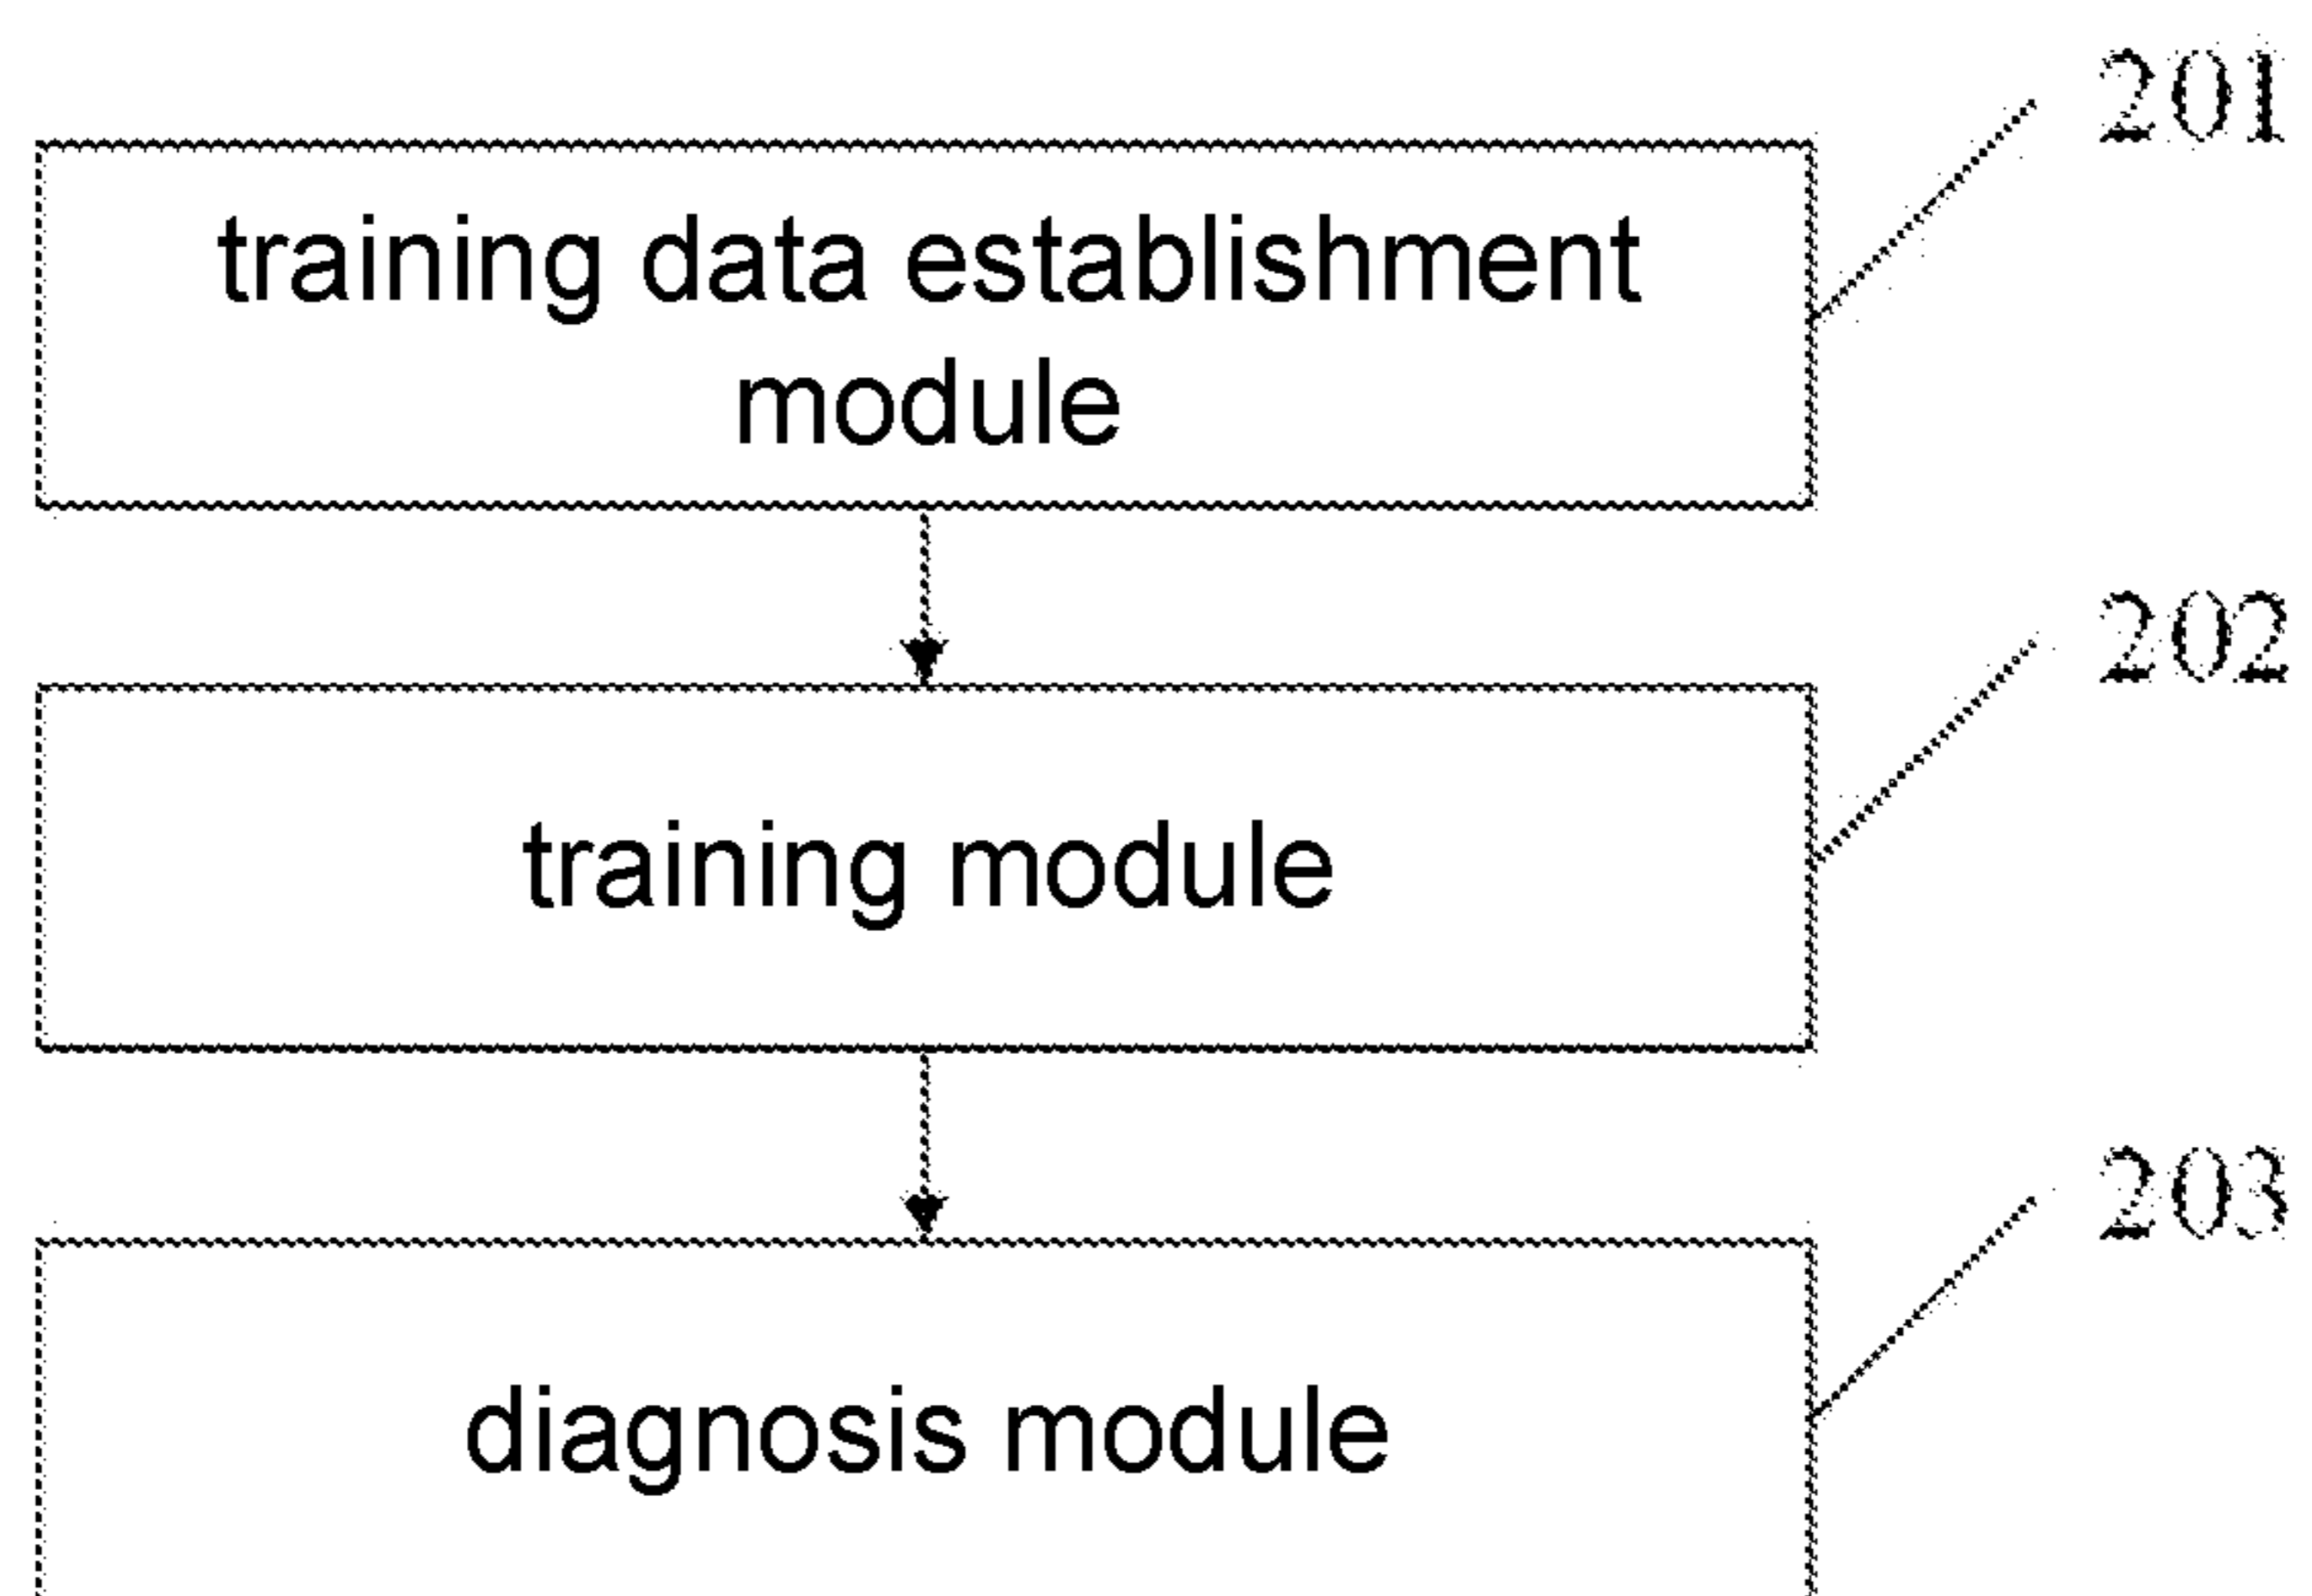 201
training data establishment
module
202
training module
203
diagnosis module